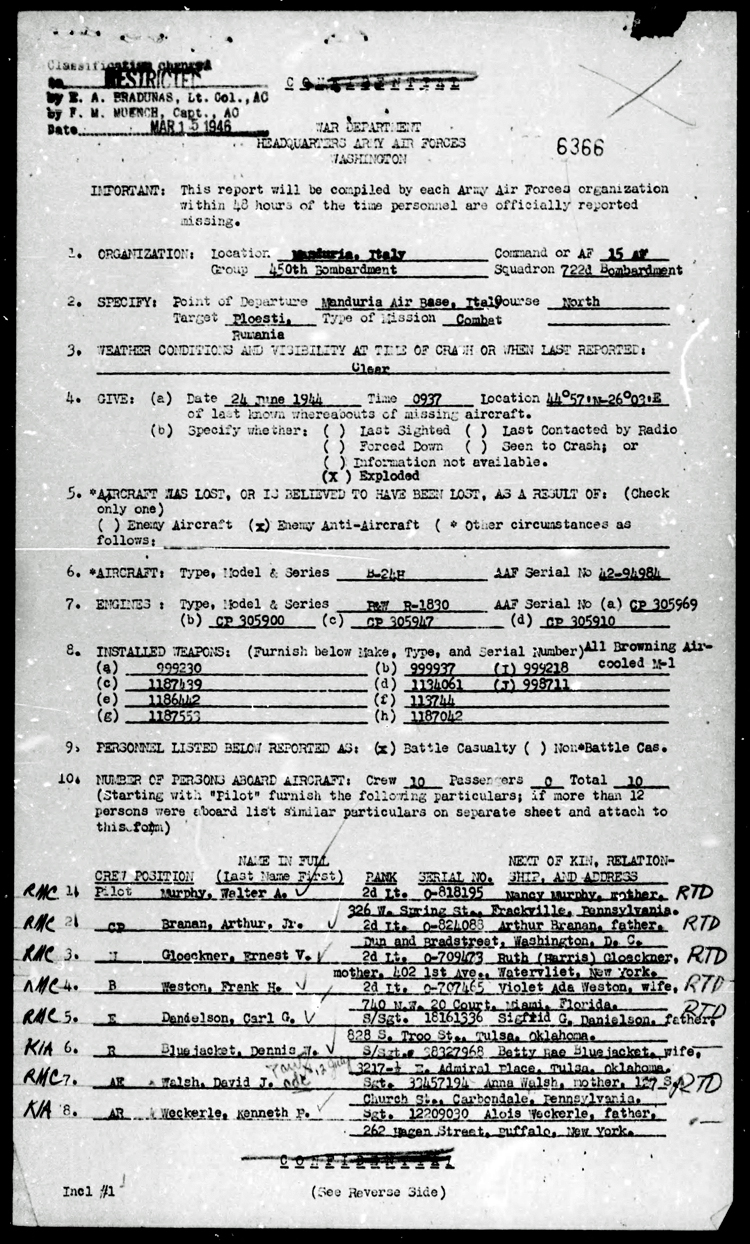 Classification changed
RESTRICTED
by E. A. BRADUNAS, Lt. Col., AC
by F. M. MUENCH, Capt., AC
Date MAR 15 1946
CONFIDENTIAL
WAR DEPARTMENT
HEADQUARTERS ARMY AIR FORCES
WASHINGTON
6366
IMPORTANT: This report will be compiled by each Army Air Forces organization
within 48 hours of the time personnel are officially reported
missing.
1. ORGANIZATION: Location Manduria, Italy Command or AF 15 AF
Group 450th Bombardment Squadron 722d Bombardment
2. SPECIFY: Point of Departure Manduria Air Base, Italy Course North
Target Ploesti, Type of Mission Combat
Rumania
3. WEATHER CONDITIONS AND VISIBILITY AT TIME OF CRASH OR WHEN LAST REPORTED:
Clear
4. GIVE: (a) Date 24 June 1944 Time 0937 Location 44°57'N-26°03'E
of last known whereabouts of missing aircraft.
(b) Specify whether: ( ) Last Sighted ( ) Last Contacted by Radio
( ) Forced Down ( ) Seen to Crash; or
( ) Information not available.
(X) Exploded
5. *AIRCRAFT WAS LOST, OR IS BELIEVED TO HAVE BEEN LOST, AS A RESULT OF: (Check
only one)
( ) Enemy Aircraft (x) Enemy Anti-Aircraft ( * Other circumstances as
follows:
6. *AIRCRAFT: Type, Model & Series B-24H AAF Serial No 42-94984
7. ENGINES : Type, Model & Series P&W R-1830 AAF Serial No (a) CP 305969
(b) CP 305900 (c) CP 305947 (d) CP 305910
8. INSTALLED WEAPONS: (Furnish below Make, Type, and Serial Number) All Browning Air-
cooled M-1
(a) 999230 (b) 999937 (I) 999218
(c) 1187439 (d) 1134061 (J) 998711
(e) 1186442 (f) 113744
(g) 1187553 (h) 1187042
9. PERSONNEL LISTED BELOW REPORTED AS: (x) Battle Casualty ( ) Non*Battle Cas.
10. NUMBER OF PERSONS ABOARD AIRCRAFT: Crew 10 Passengers 0 Total 10
(Starting with "Pilot" furnish the following particulars; if more than 12
persons were aboard list similar particulars on separate sheet and attach to
this form)
NAME IN FULL NEXT OF KIN, RELATION-
CREW POSITION (Last Name First) RANK SERIAL NO. SHIP, AND ADDRESS
RMC 1. Pilot Murphy, Walter A. 2d Lt. O-818195 Nancy Murphy, mother, RTD
326 W. Spring St., Frackville, Pennsylvania.
RMC 2. CP Branan, Arthur, Jr. 2d Lt. O-824088 Arthur Branan, father, RTD
Dun and Bradstreet, Washington, D. C.
RMC 3. N Gloeckner, Ernest V. 2d Lt. O-709473 Ruth (Harris) Gloeckner, RTD
mother, 402 1st Ave., Watervliet, New York.
RMC 4. B Weston, Frank H. 2d Lt. O-707465 Violet Ada Weston, wife, RTD
740 N.W. 20 Court, Miami, Florida.
RMC 5. E Danielson, Carl G. S/Sgt. 18161336 Sigfrid G. Danielson, father, RTD
828 S. Troo St., Tulsa, Oklahoma.
KIA 6. R Bluejacket, Dennis W. S/Sgt. 38327968 Betty Rae Bluejacket, wife,
3217-½ E. Admiral Place, Tulsa, Oklahoma.
RMC 7. AE Walsh, David J. Sgt. 33457194 Anna Walsh, mother, 127 S. RTD
Church St., Carbondale, Pennsylvania.
KIA 8. AR Weckerle, Kenneth P. Sgt. 12209030 Alois Weckerle, father,
262 Hagen Street, Buffalo, New York.
CONFIDENTIAL
Incl #1 (See Reverse Side)